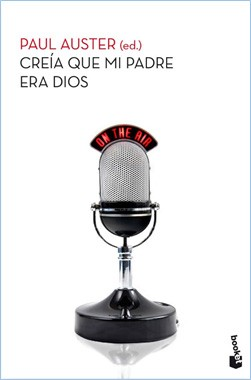 PAUL AUSTER (ed.)
CREÍA QUE MI PADRE
ERA DIOS
ON THE AIR
booket